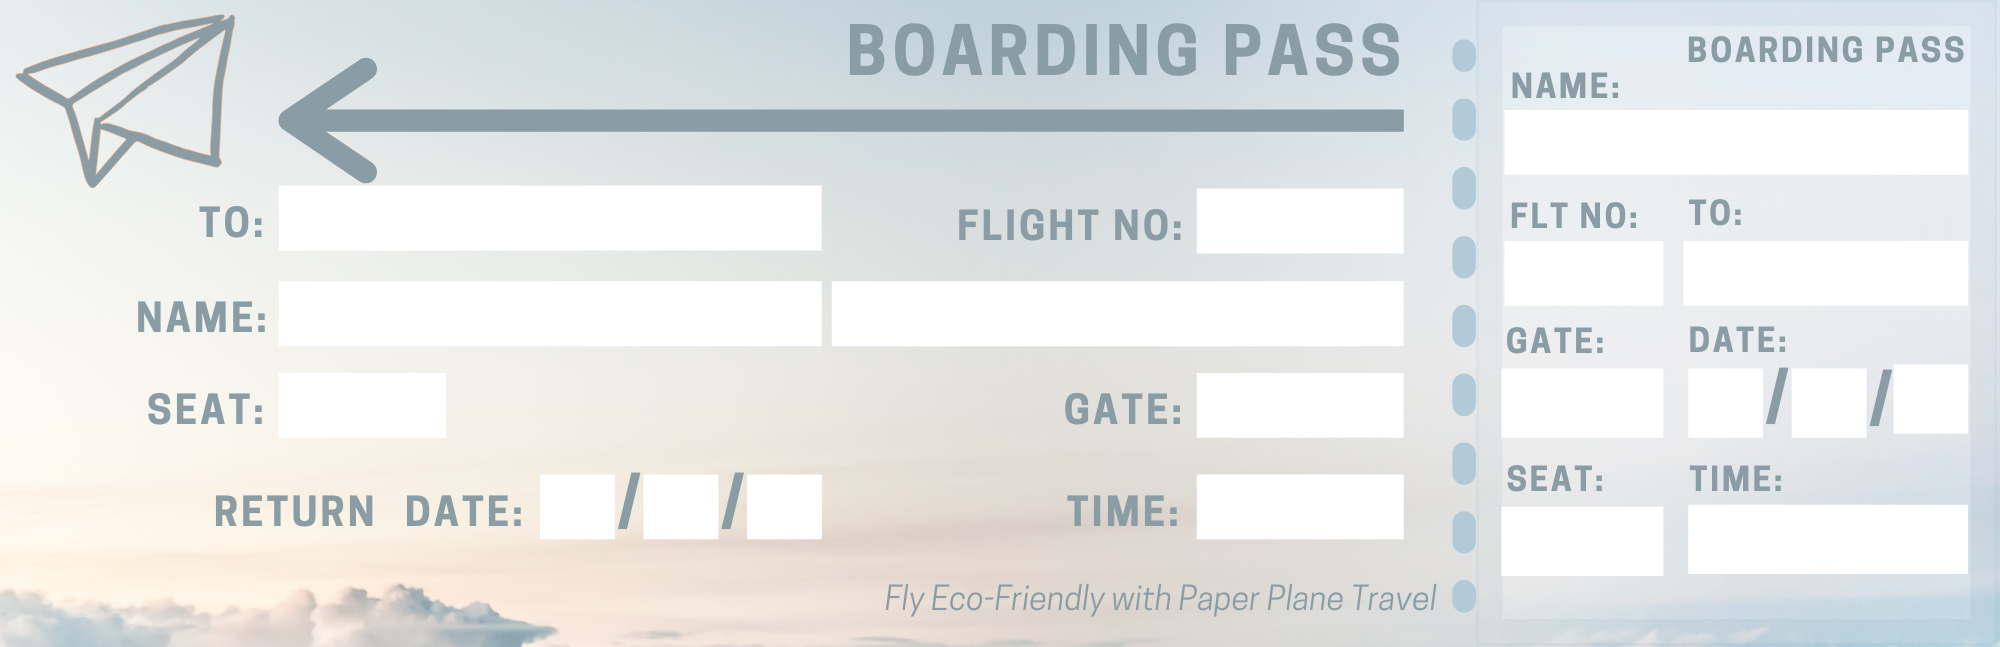 BOARDING PASS
TO:
FLIGHT NO:
NAME:
SEAT:
GATE:
RETURN DATE: / /
TIME:
Fly Eco-Friendly with Paper Plane Travel
BOARDING PASS
NAME:
FLT NO: TO:
GATE: DATE:
/ /
SEAT: TIME: